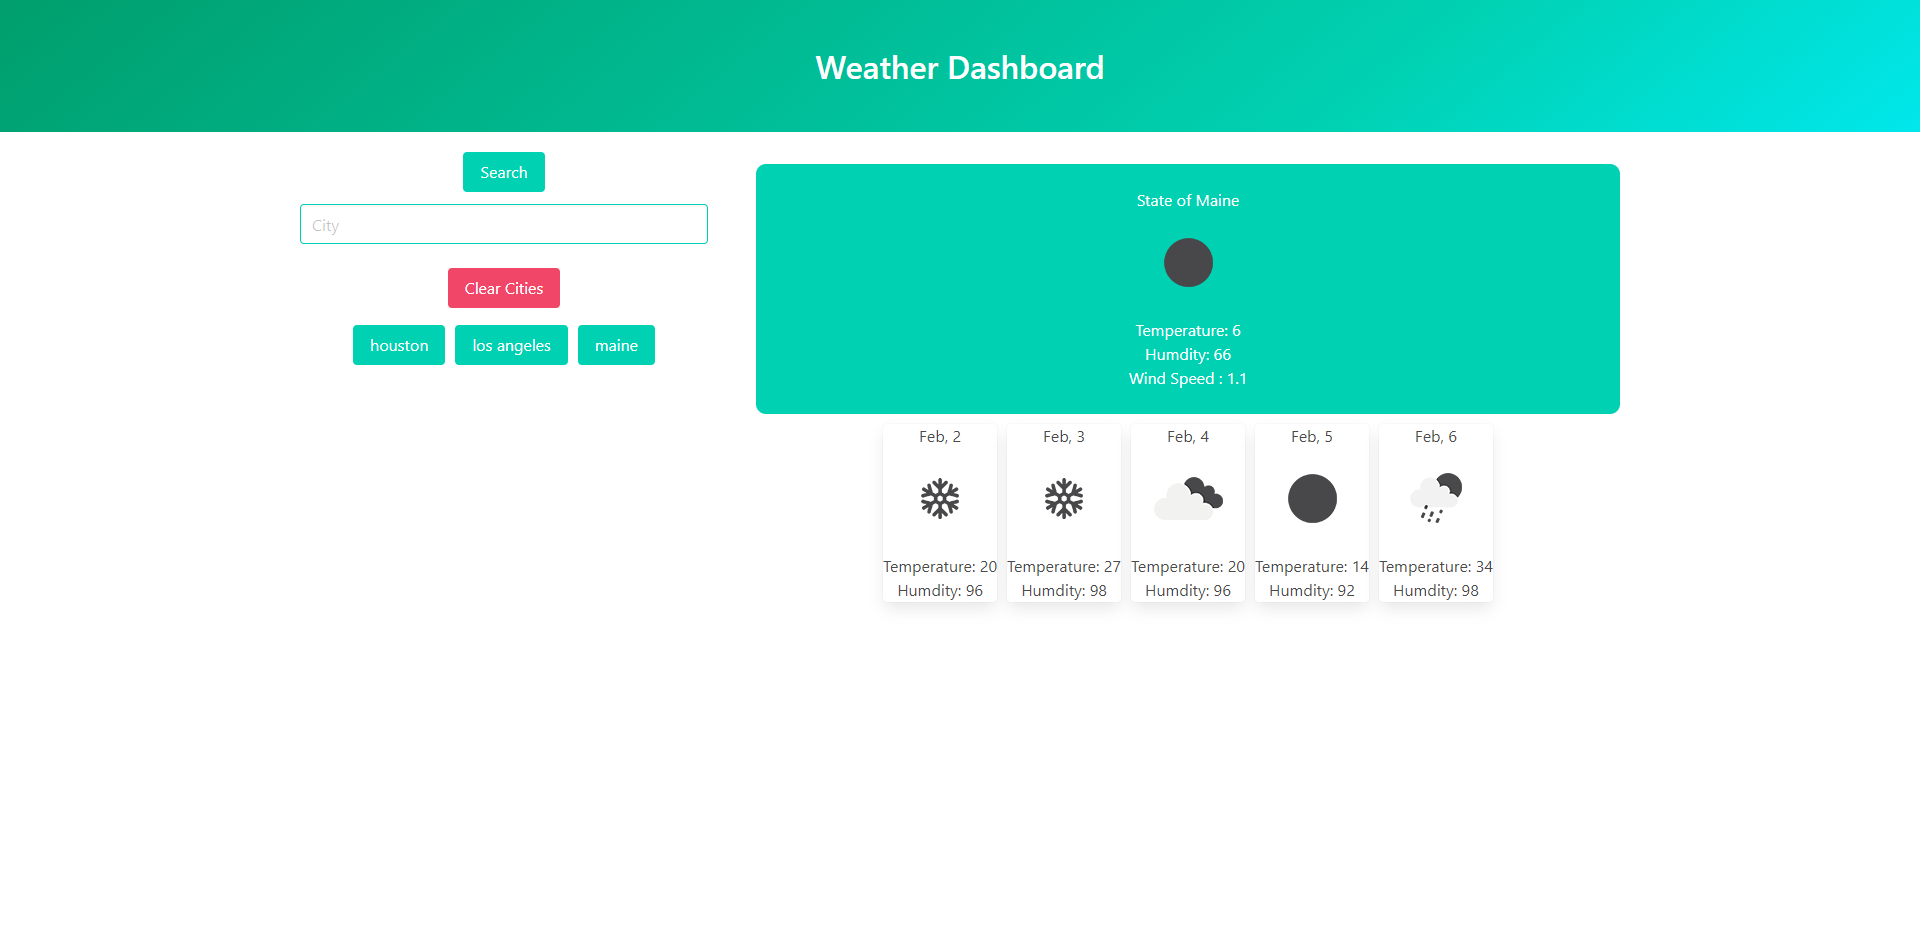 Weather Dashboard
Search
City
Clear Cities
houston
los angeles
maine
State of Maine
Temperature: 6
Humdity: 66
Wind Speed : 1.1
Feb, 2
Temperature: 20
Humdity: 96
Feb, 3
Temperature: 27
Humdity: 98
Feb, 4
Temperature: 20
Humdity: 96
Feb, 5
Temperature: 14
Humdity: 92
Feb, 6
Temperature: 34
Humdity: 98